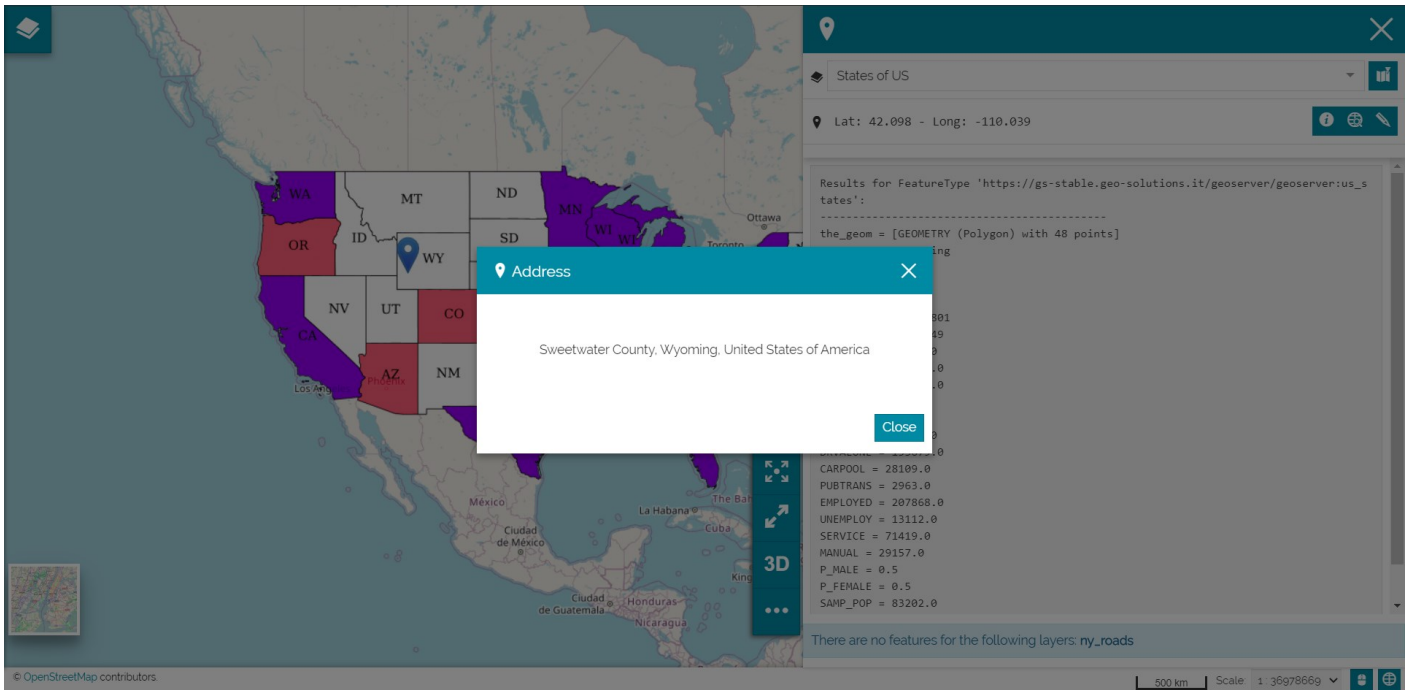 States of US
Lat: 42.098 - Long: -110.039
Results for FeatureType 'https://gs-stable.geo-solutions.it/geoserver/geoserver:us_s
tates':
--------------------------------------------
the_geom = [GEOMETRY (Polygon) with 48 points]
ing
801
49
.0
.0
CARPOOL = 28109.0
PUBTRANS = 2963.0
EMPLOYED = 207868.0
UNEMPLOY = 13112.0
SERVICE = 71419.0
MANUAL = 29157.0
P_MALE = 0.5
P_FEMALE = 0.5
SAMP_POP = 83202.0
There are no features for the following layers: ny_roads
Address
Sweetwater County, Wyoming, United States of America
Close
WA
MT
ND
MN
Ottawa
OR
ID
SD
WI
Toronto
WY
NV
UT
CO
CA
AZ
NM
Phoenix
México
La Habana
Cuba
Ciudad
de México
3D
Ciudad
de Guatemala
Honduras
Nicaragua
© OpenStreetMap contributors.
500 km
Scale: 1 : 36978669